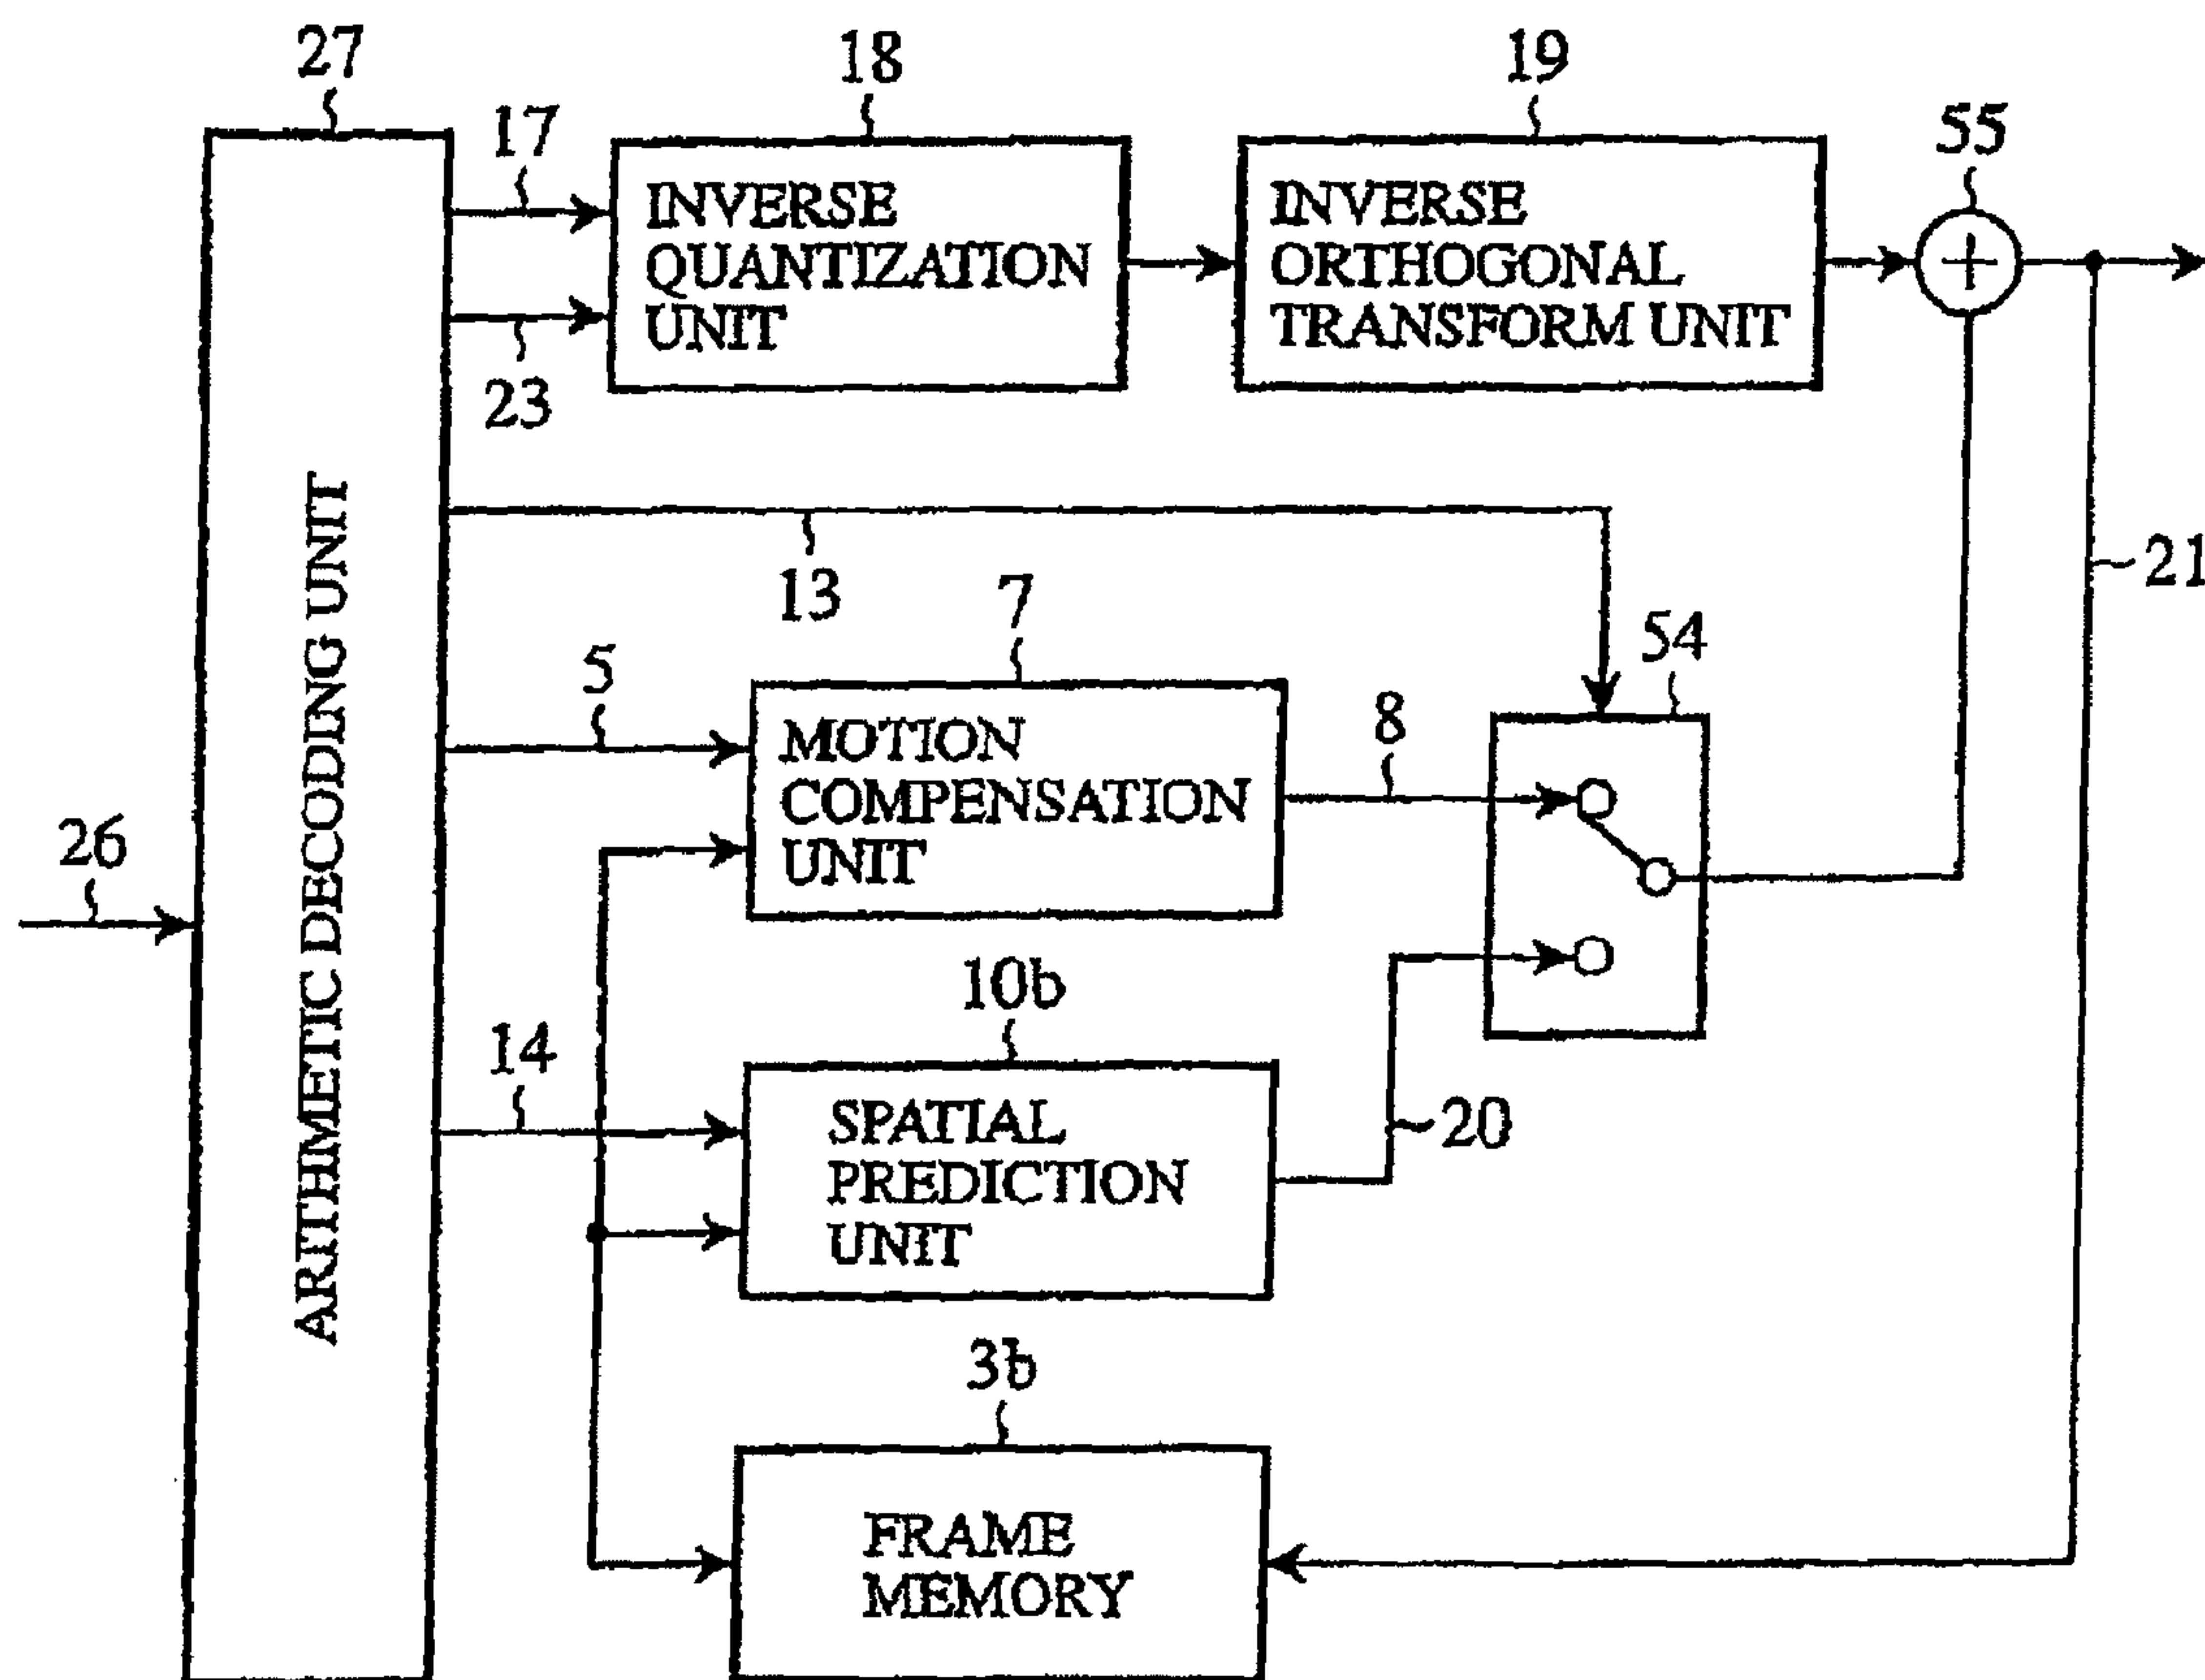 27
18
19
55
17
INVERSE
QUANTIZATION
UNIT
INVERSE
ORTHOGONAL
TRANSFORM UNIT
23
13
21
ARITHMETIC DECODING UNIT
7
54
5
8
MOTION
COMPENSATION
UNIT
26
10b
14
SPATIAL
PREDICTION
UNIT
20
3b
FRAME
MEMORY